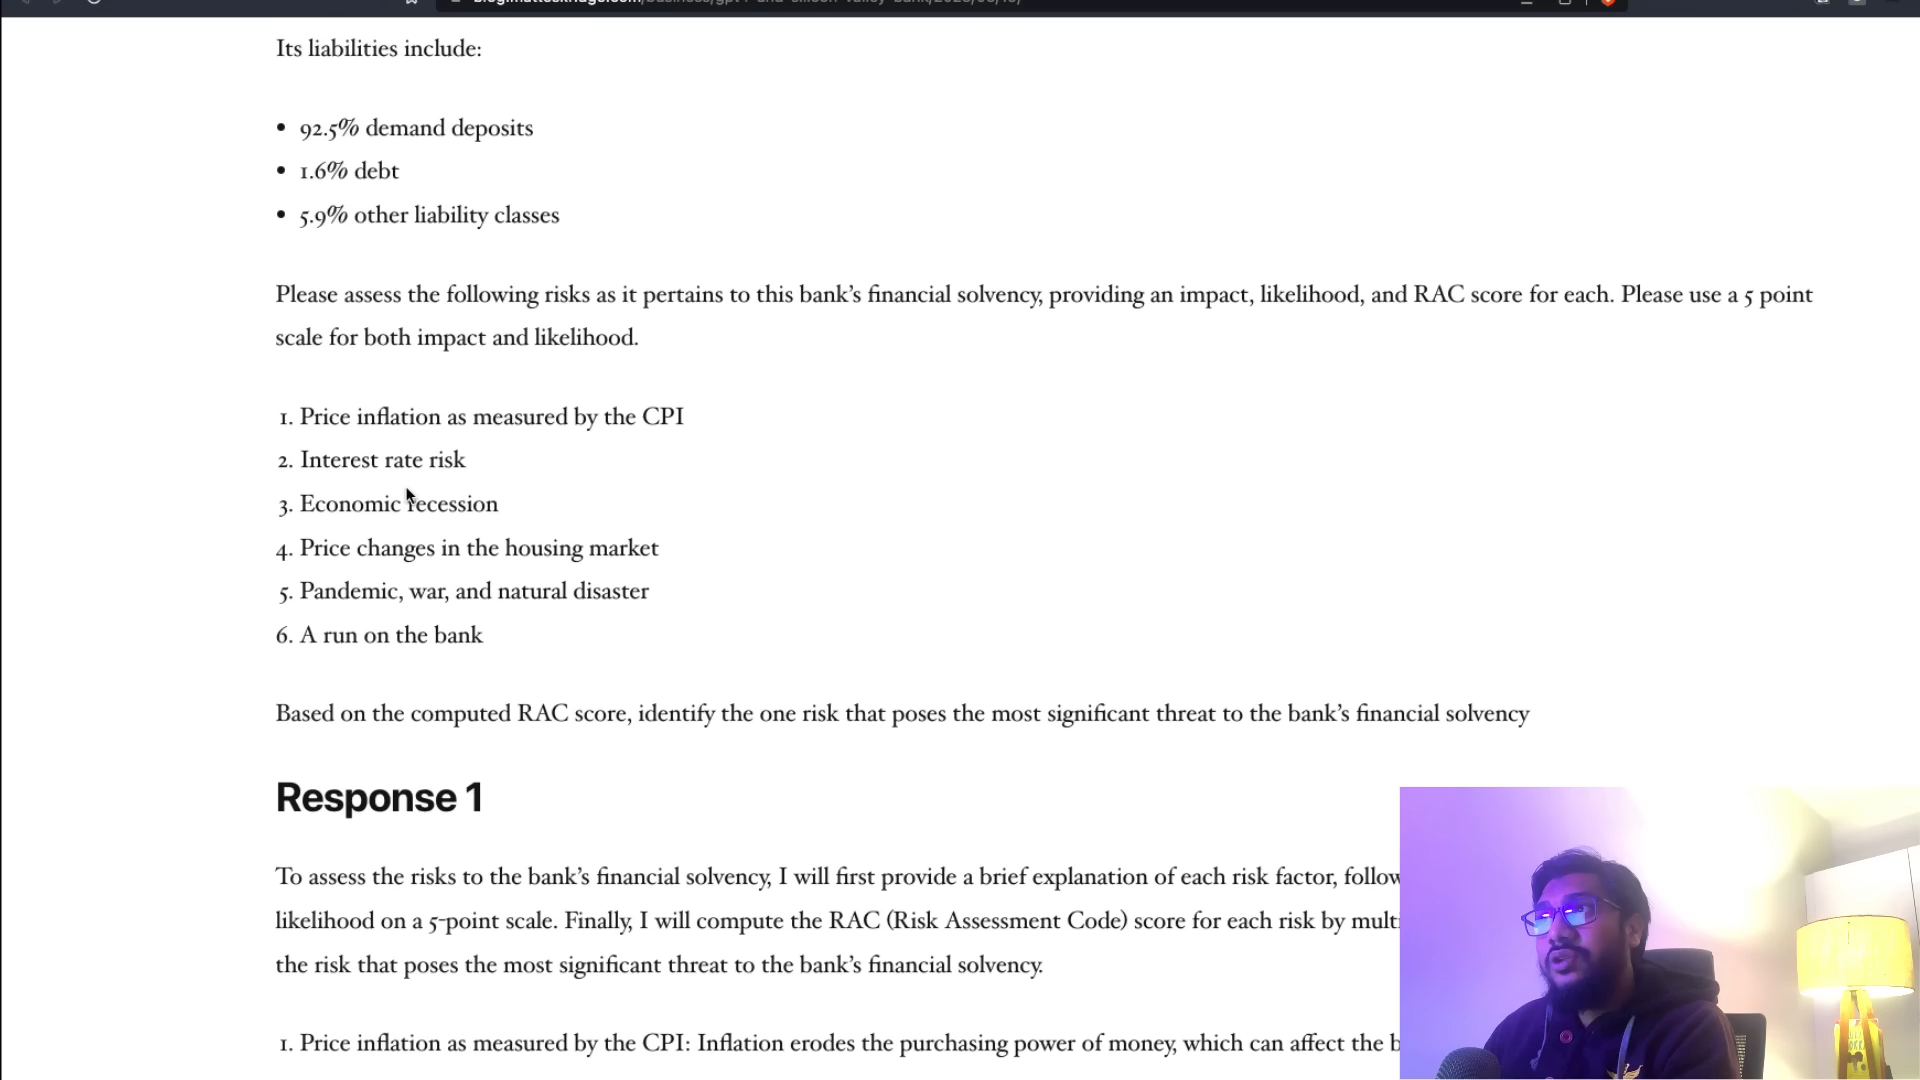 Its liabilities include:
• 92.5% demand deposits
• 1.6% debt
• 5.9% other liability classes
Please assess the following risks as it pertains to this bank's financial solvency, providing an impact, likelihood, and RAC score for each. Please use a 5 point
scale for both impact and likelihood.
1. Price inflation as measured by the CPI
2. Interest rate risk
3. Economic recession
4. Price changes in the housing market
5. Pandemic, war, and natural disaster
6. A run on the bank
Based on the computed RAC score, identify the one risk that poses the most significant threat to the bank's financial solvency
Response 1
To assess the risks to the bank's financial solvency, I will first provide a brief explanation of each risk factor, follow
likelihood on a 5-point scale. Finally, I will compute the RAC (Risk Assessment Code) score for each risk by mult
the risk that poses the most significant threat to the bank's financial solvency.
1. Price inflation as measured by the CPI: Inflation erodes the purchasing power of money, which can affect the b